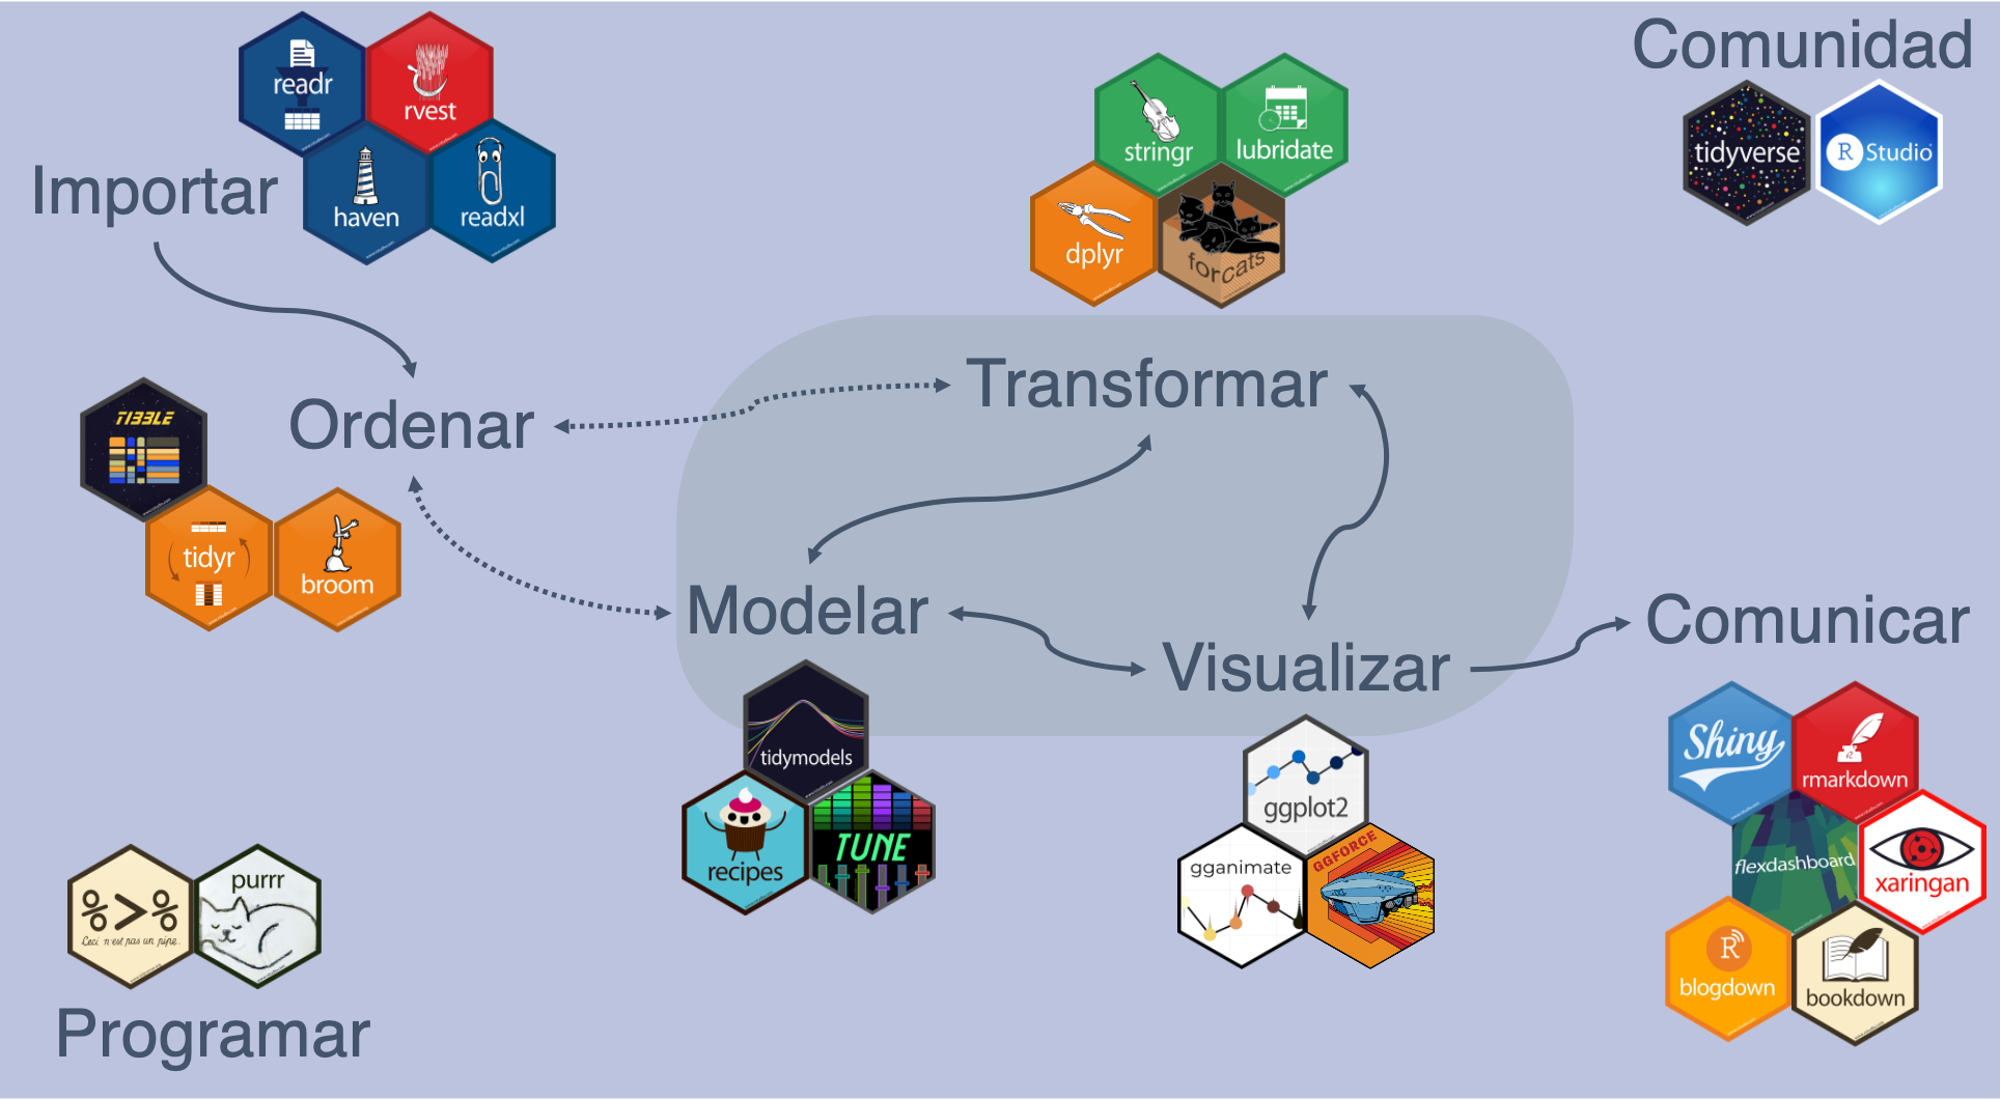 readr
rvest
haven
readxl
Importar
stringr
lubridate
dplyr
forcats
Comunidad
tidyverse
R Studio
Ordenar
TIBBLE
tidyr
broom
Transformar
Modelar
tidymodels
recipes
TUNE
Visualizar
ggplot2
gganimate
GGFORCE
Comunicar
Shiny
rmarkdown
flexdashboard
xaringan
R
blogdown
bookdown
%>%
Ceci n'est pas un pipe.
purrr
Programar